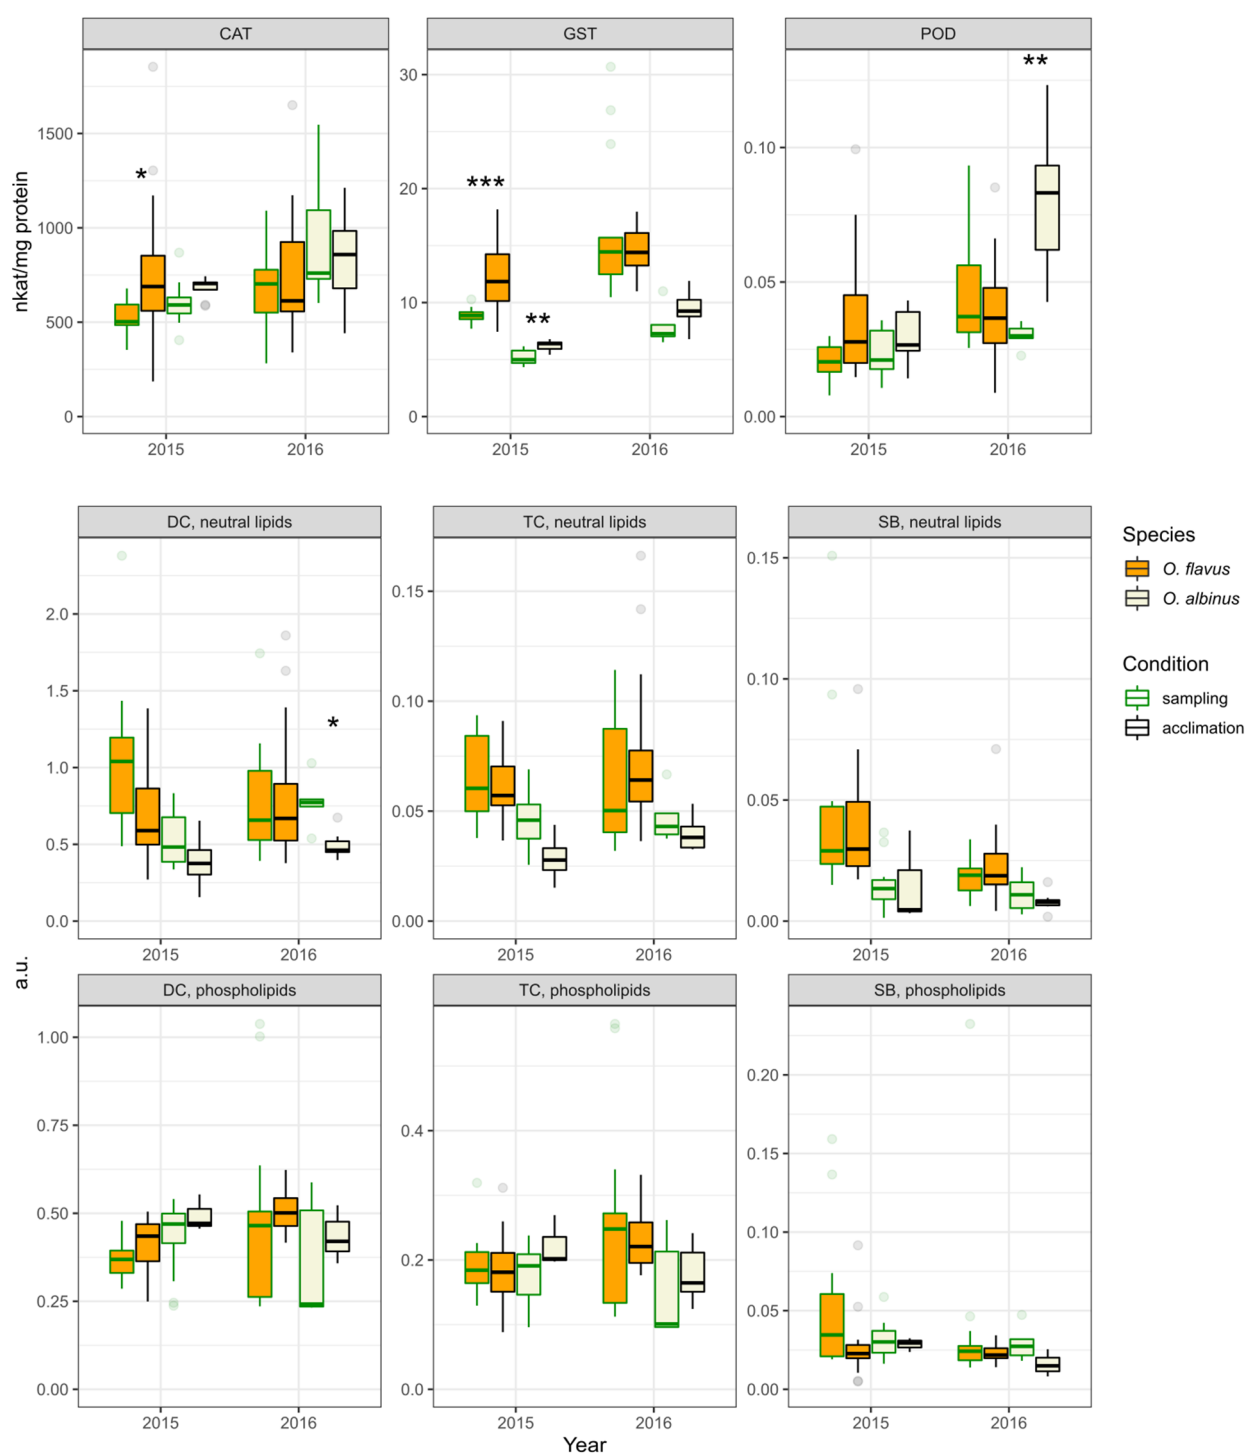 CAT GST POD
nkat/mg protein
1500
1000
500
0
30
20
10
0
0.10
0.05
0.00
*
***
**
**
2015 2016 2015 2016 2015 2016
DC, neutral lipids TC, neutral lipids SB, neutral lipids
2.0
1.5
1.0
0.5
0.0
0.15
0.10
0.05
0.00
0.15
0.10
0.05
0.00
*
2015 2016 2015 2016 2015 2016
Species
O. flavus
O. albinus
Condition
sampling
acclimation
a.u.
DC, phospholipids TC, phospholipids SB, phospholipids
1.00
0.75
0.50
0.25
0.00
0.4
0.2
0.0
0.20
0.15
0.10
0.05
0.00
2015 2016 2015 2016 2015 2016
Year